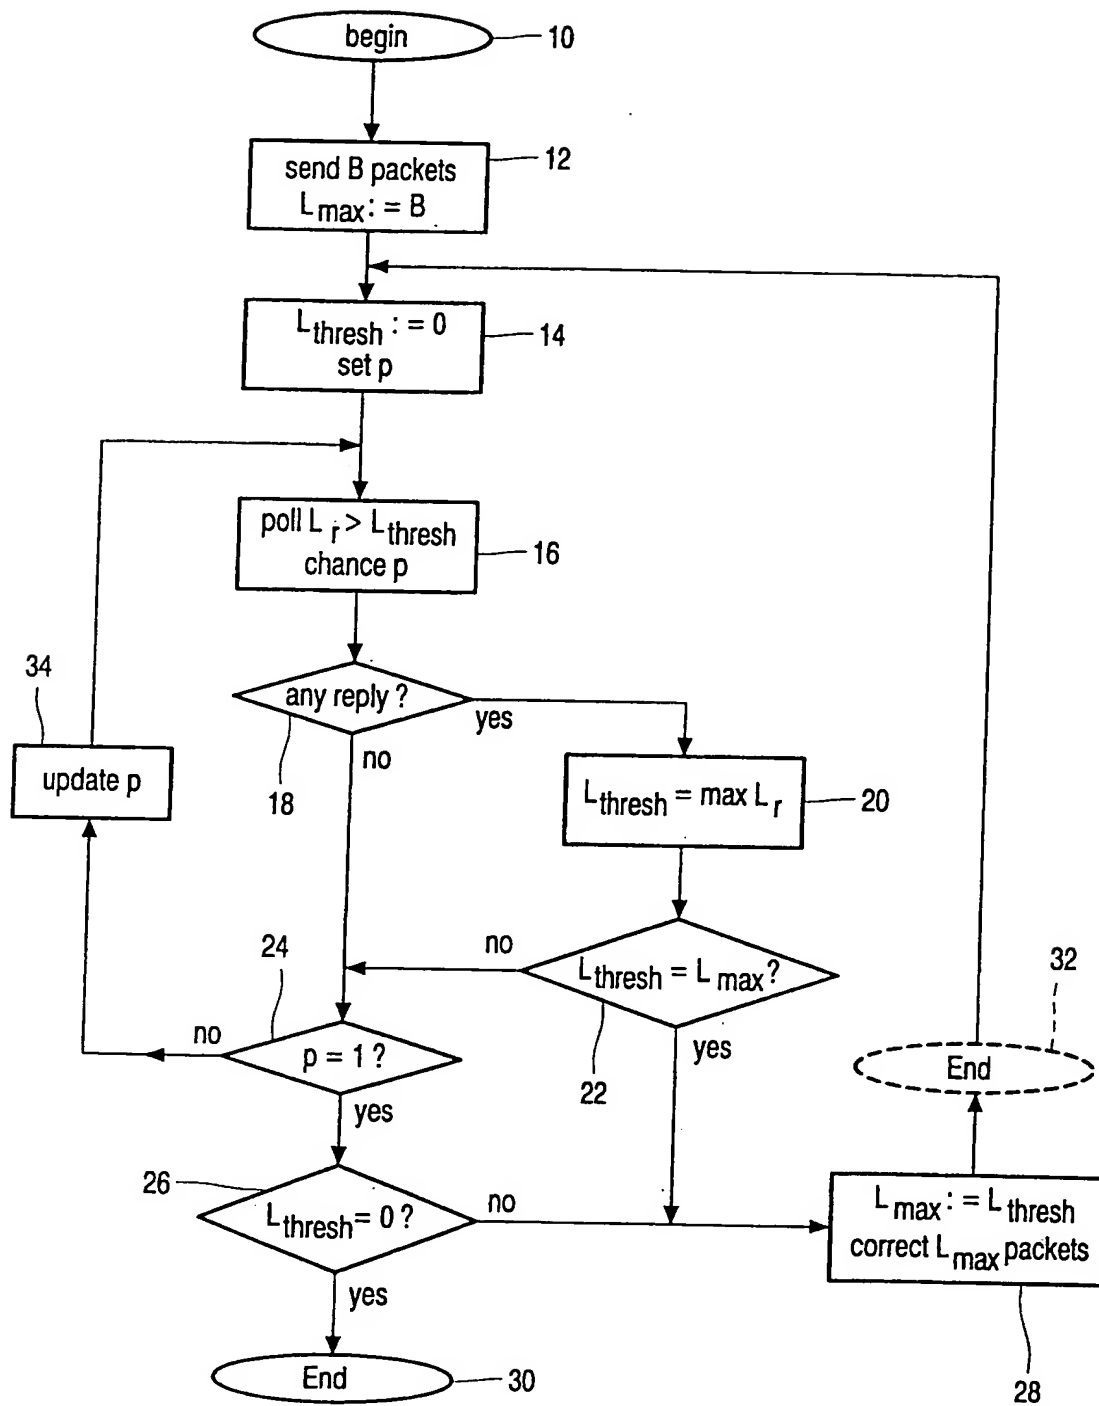 begin
10
send B packets
L max : = B
12
L thresh : = 0
set p
14
poll L r > L thresh
chance p
16
34
any reply ?
yes
no
18
update p
L thresh = max L r
20
24
no
L thresh = L max ?
32
no
p = 1 ?
yes
22
End
yes
26
L thresh = 0 ?
no
L max : = L thresh
correct L max packets
yes
End
30
28